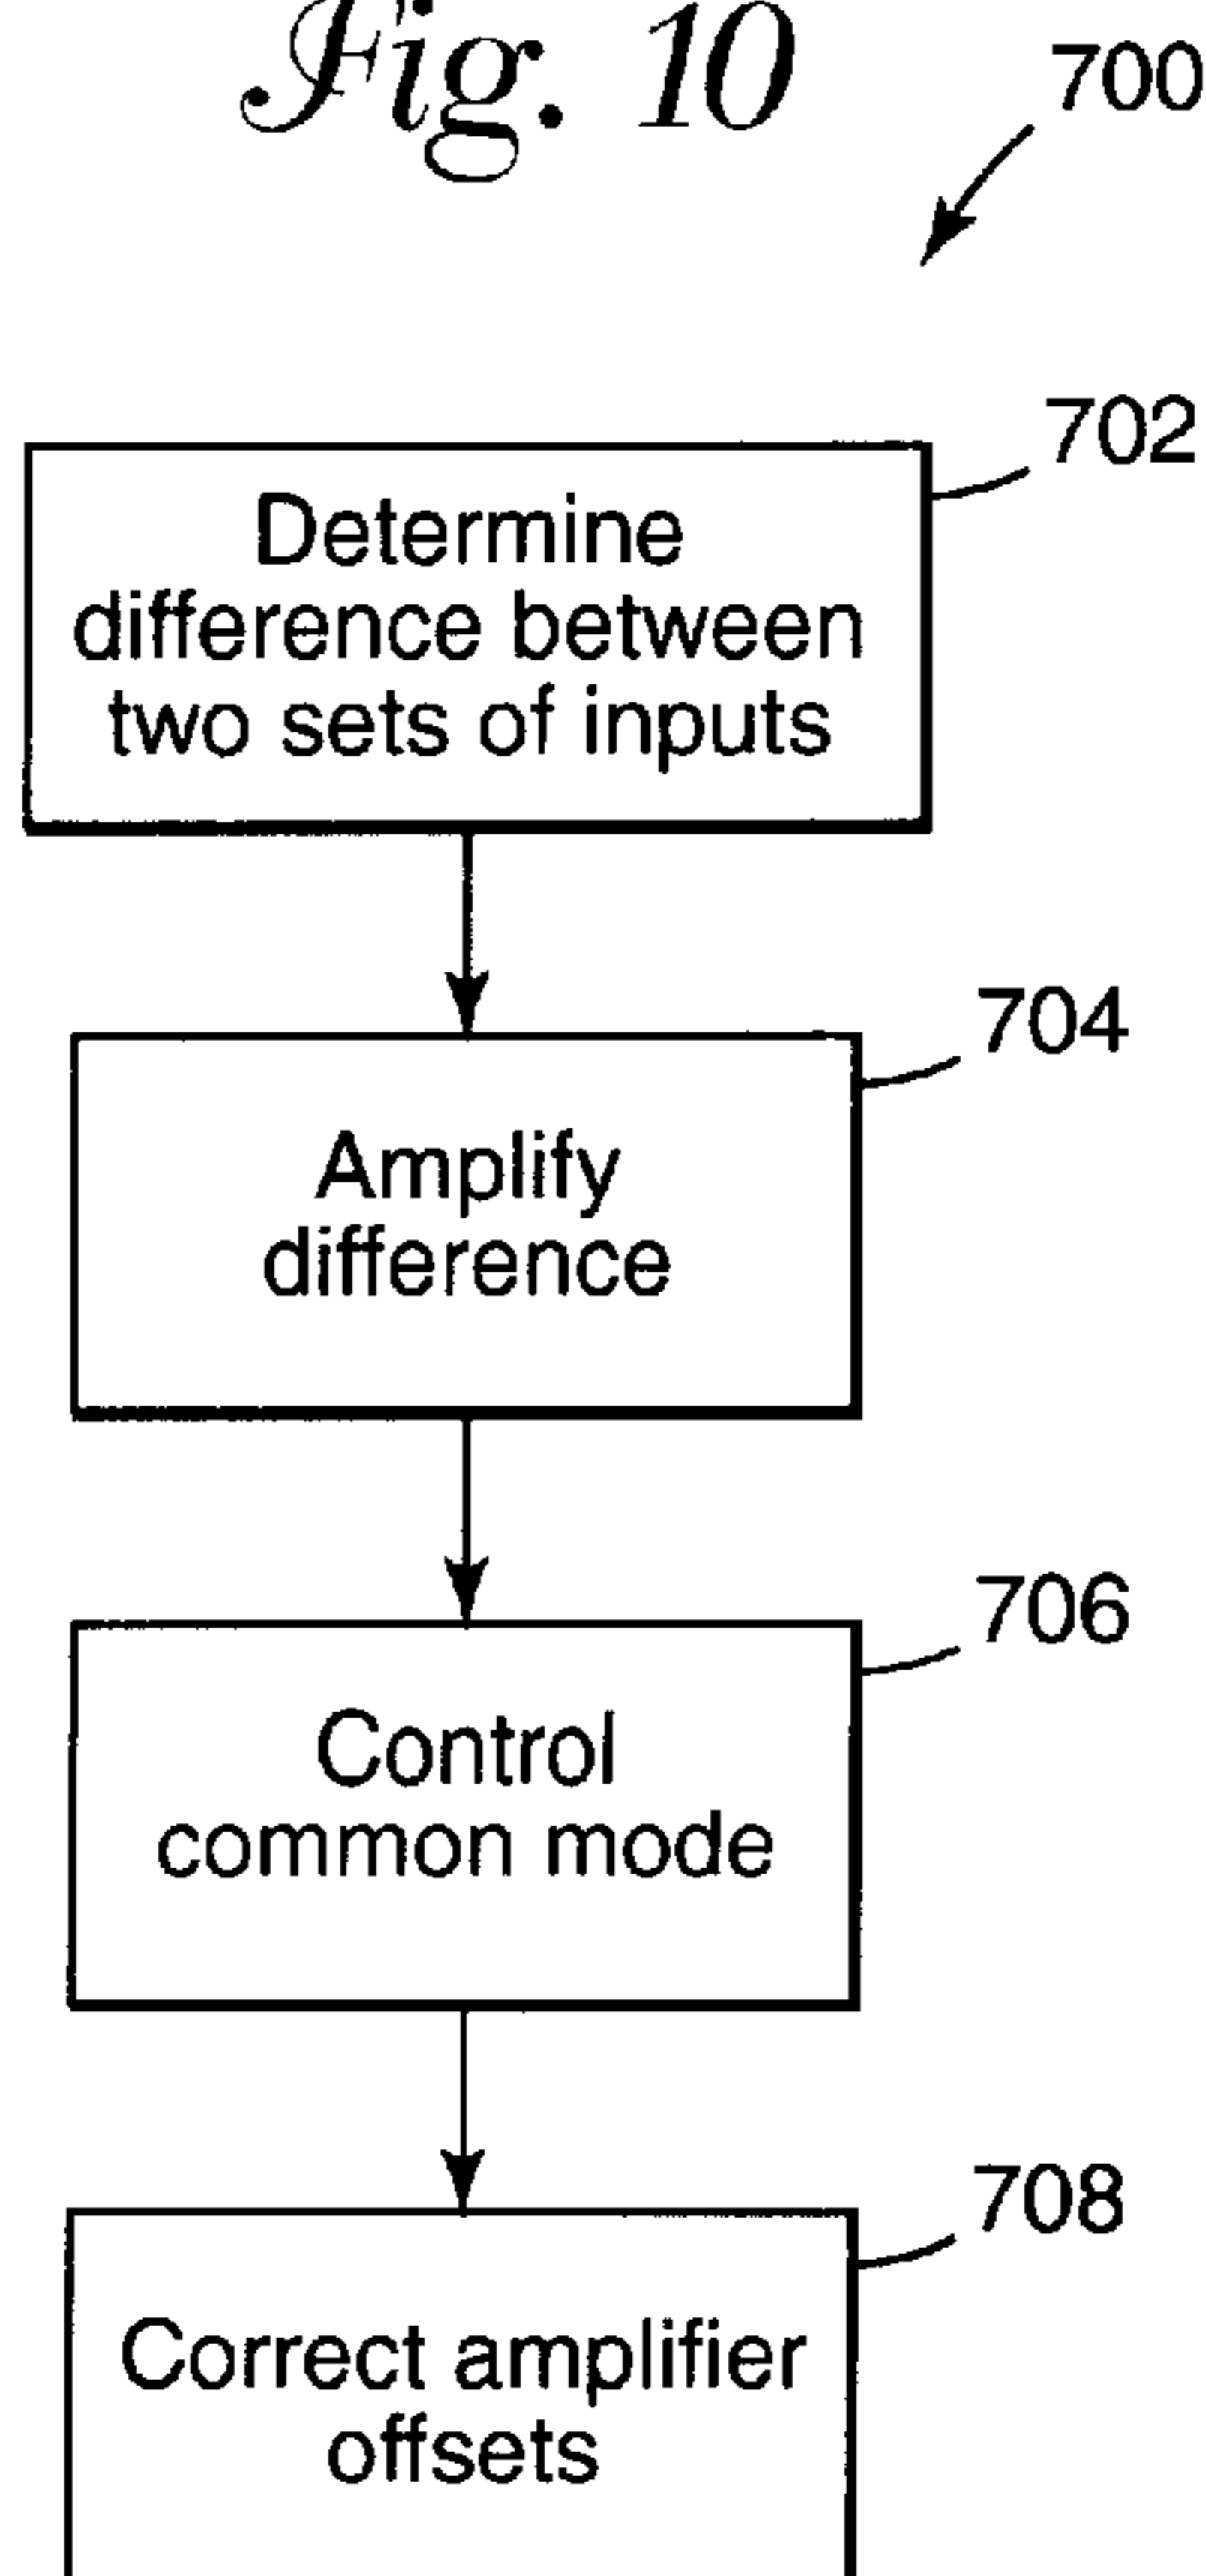 Fig. 10
700
702
Determine
difference between
two sets of inputs
704
Amplify
difference
706
Control
common mode
708
Correct amplifier
offsets